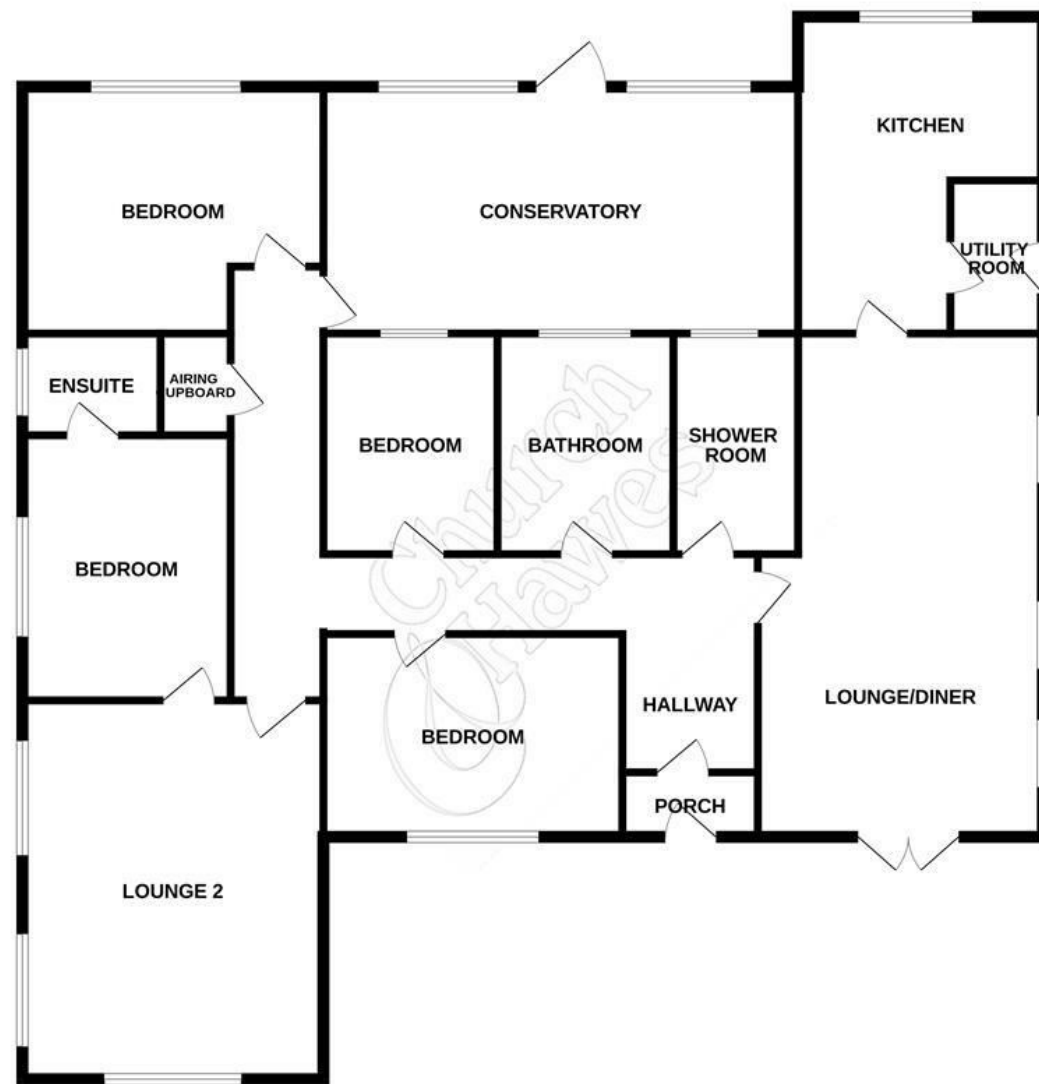 KITCHEN
BEDROOM
CONSERVATORY
UTILITY
ROOM
ENSUITE
AIRING
UPBOARD
BEDROOM
BATHROOM
SHOWER
ROOM
BEDROOM
LOUNGE/DINER
HALLWAY
BEDROOM
PORCH
LOUNGE 2
Church
& Hawes